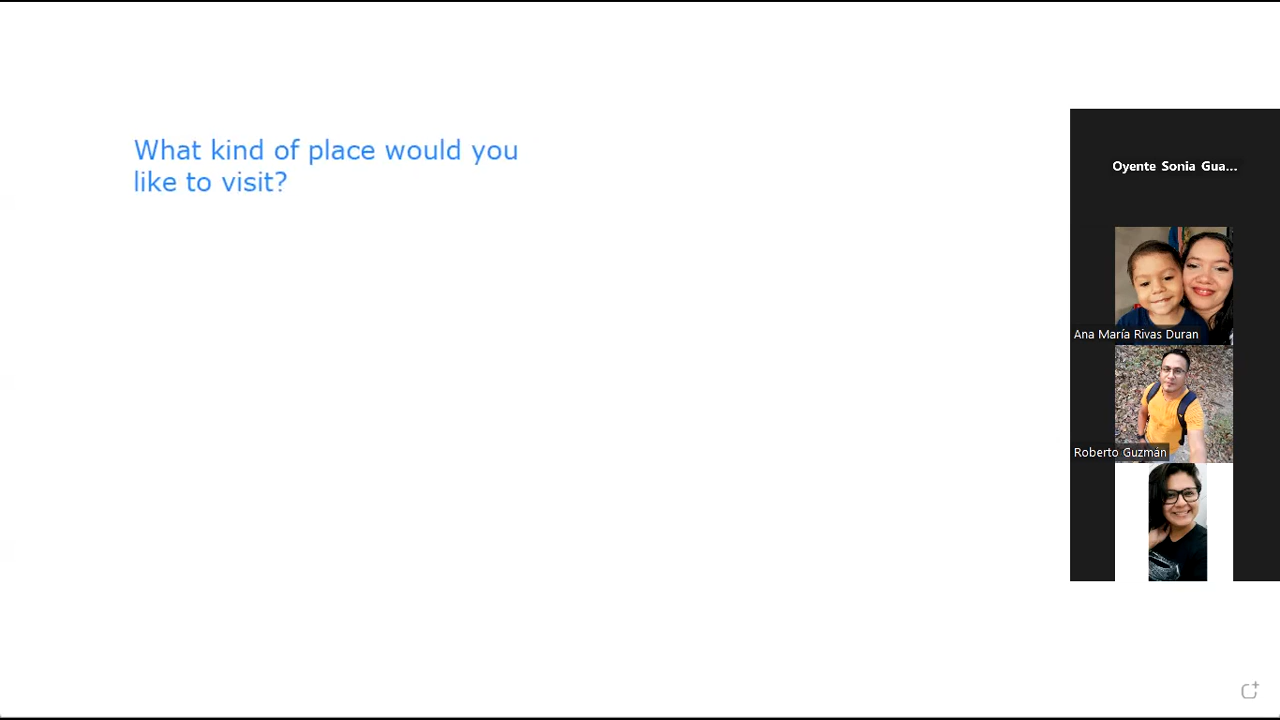 What kind of place would you
like to visit?
Oyente Sonia Gua...
Ana María Rivas Duran
Roberto Guzmán